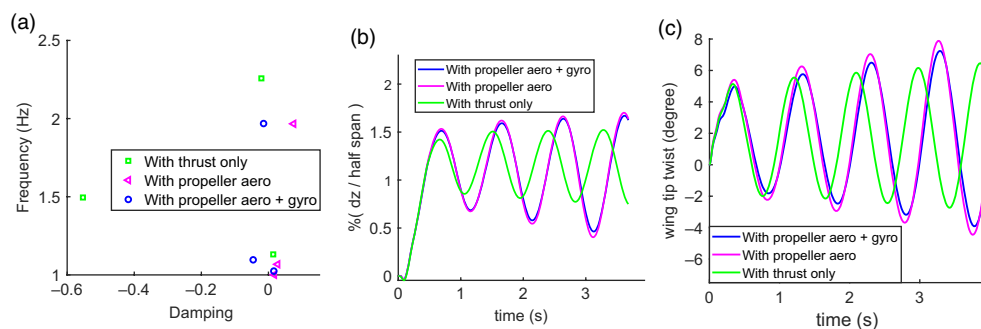 (a)
2.5
2
1.5
1
Frequency (Hz)
With thrust only
With propeller aero
With propeller aero + gyro
−0.6 −0.4 −0.2 0
Damping
(b)
2
1.5
1
0.5
0
%( dz / half span)
With propeller aero + gyro
With propeller aero
With thrust only
0 1 2 3
time (s)
(c)
8
6
4
2
0
−2
−4
−6
wing tip twist (degree)
With propeller aero + gyro
With propeller aero
With thrust only
0 1 2 3
time (s)